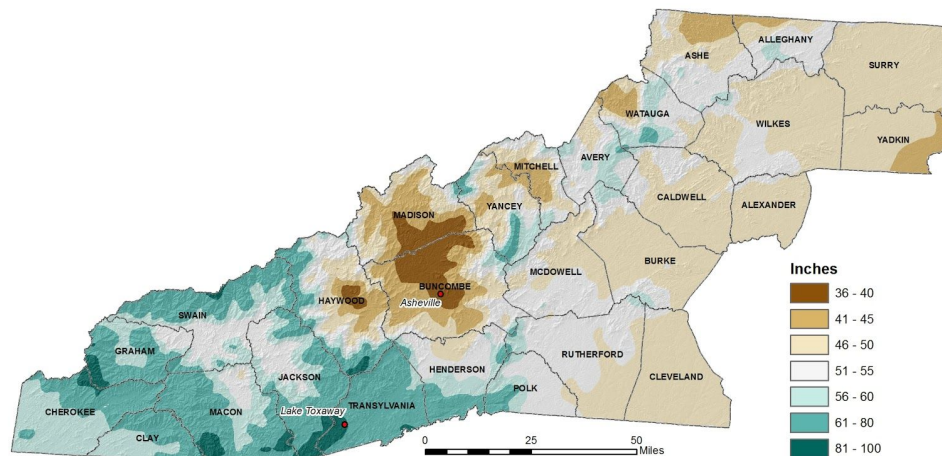 ALLEGHANY
ASHE
SURRY
WATAUGA
WILKES
YADKIN
MITCHELL
AVERY
YANCEY
CALDWELL
ALEXANDER
MADISON
BURKE
MCDOWELL
BUNCOMBE
Asheville
HAYWOOD
SWAIN
GRAHAM
JACKSON
HENDERSON
RUTHERFORD
CLEVELAND
POLK
CHEROKEE
MACON
TRANSYLVANIA
Lake Toxaway
CLAY
Inches
36 - 40
41 - 45
46 - 50
51 - 55
56 - 60
61 - 80
81 - 100
0 25 50
Miles